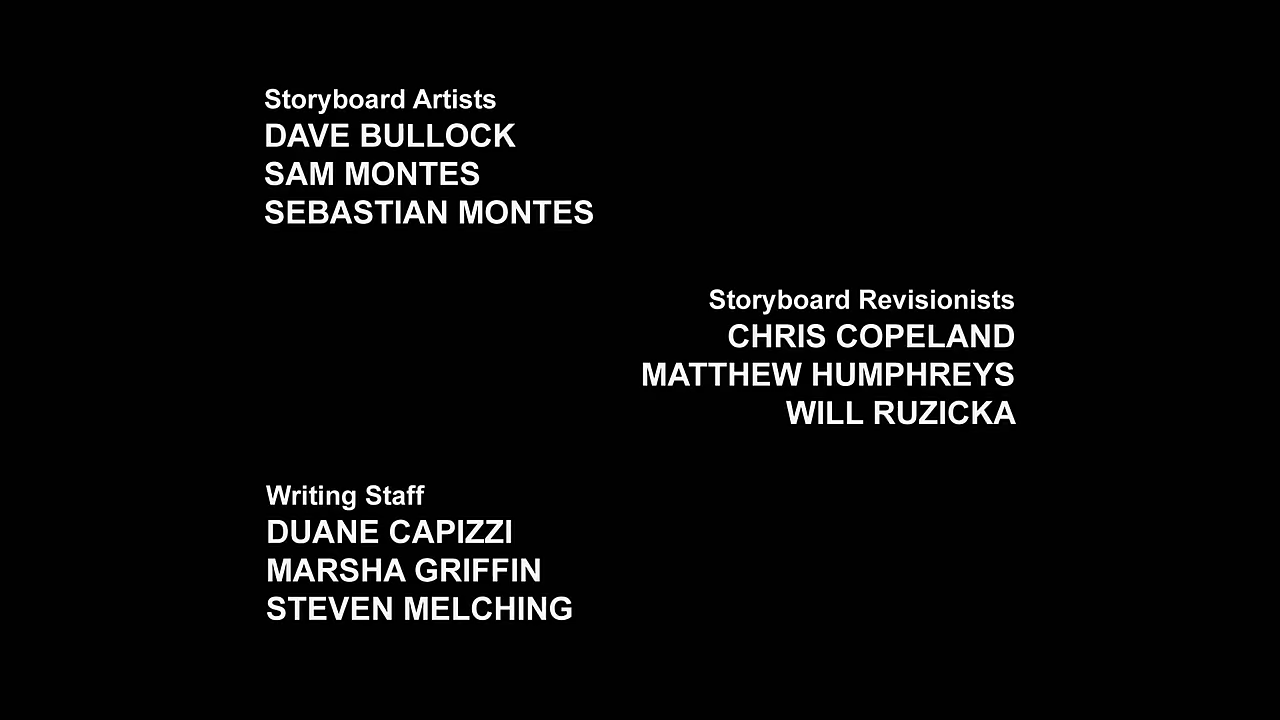 Storyboard Artists
DAVE BULLOCK
SAM MONTES
SEBASTIAN MONTES
Storyboard Revisionists
CHRIS COPELAND
MATTHEW HUMPHREYS
WILL RUZICKA
Writing Staff
DUANE CAPIZZI
MARSHA GRIFFIN
STEVEN MELCHING